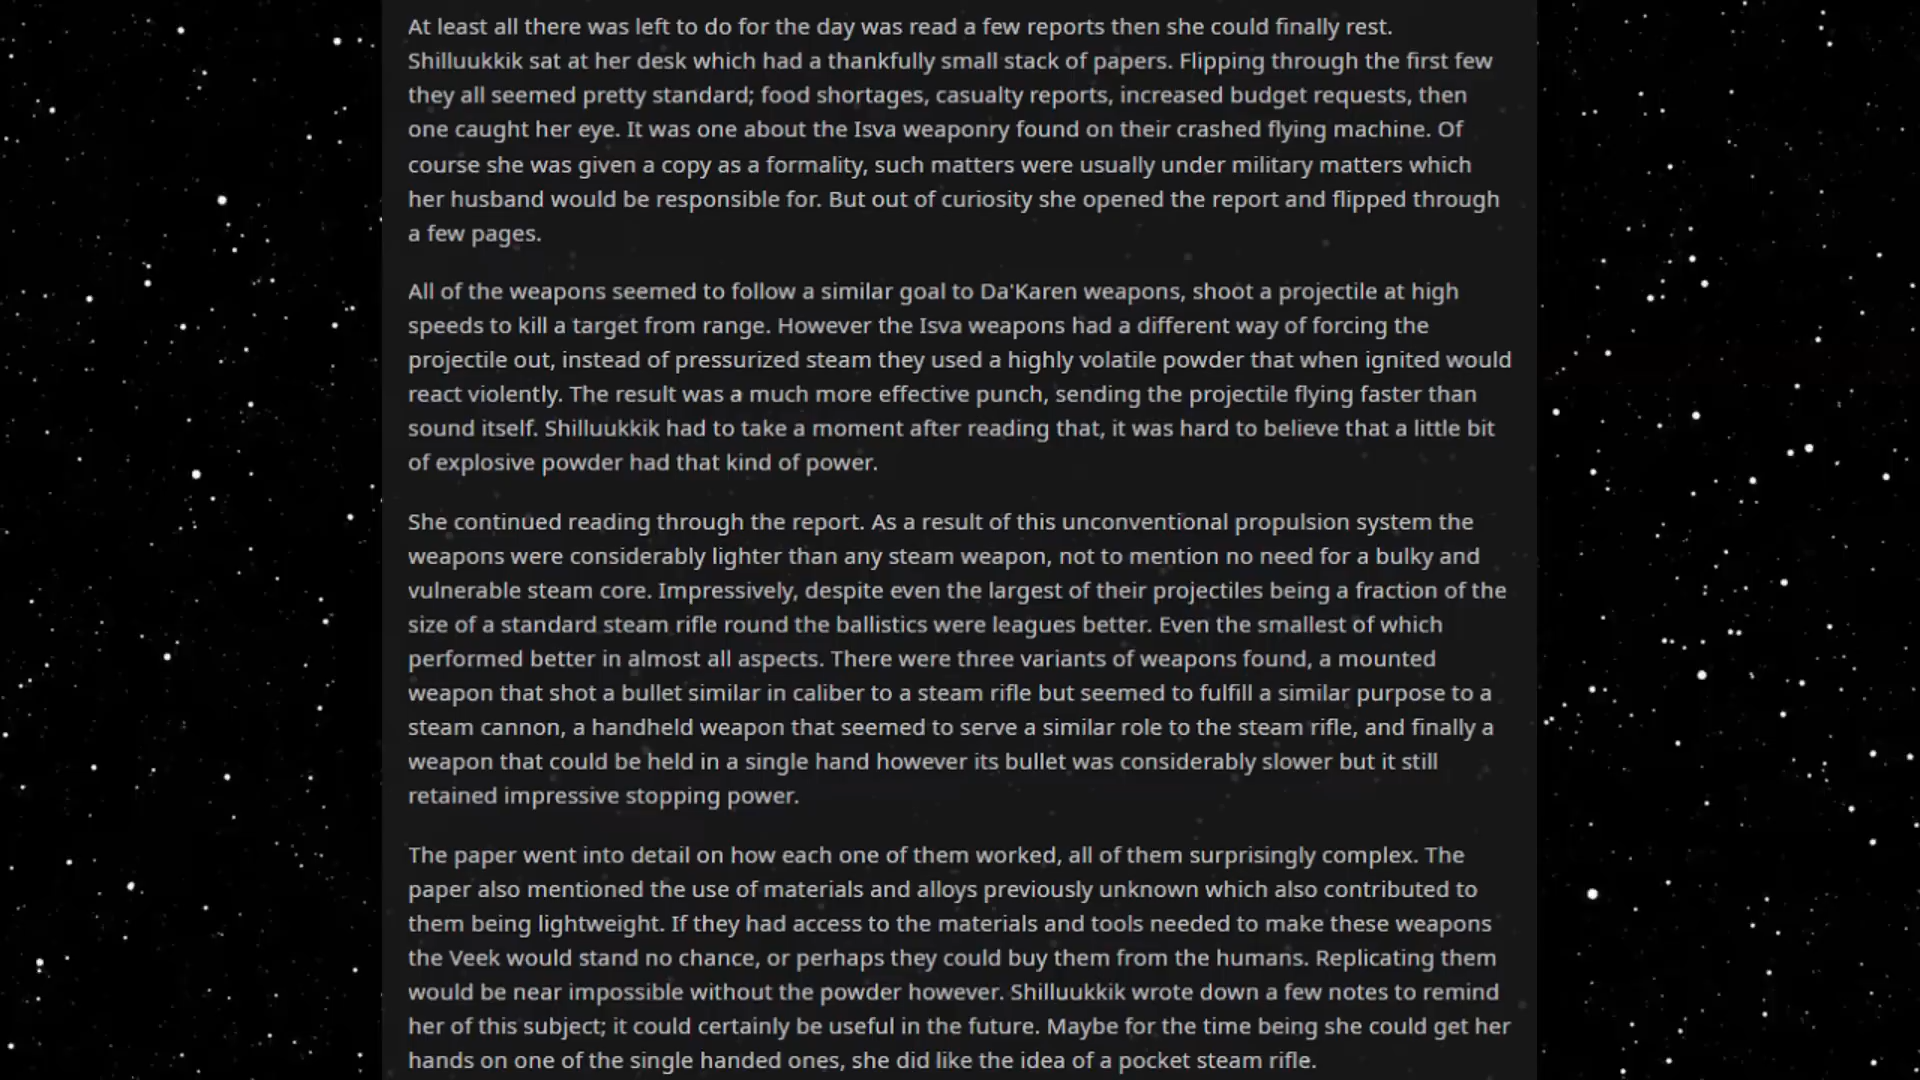 At least all there was left to do for the day was read a few reports then she could finally rest.
Shilluukkik sat at her desk which had a thankfully small stack of papers. Flipping through the first few
they all seemed pretty standard; food shortages, casualty reports, increased budget requests, then
one caught her eye. It was one about the Isva weaponry found on their crashed flying machine. Of
course she was given a copy as a formality, such matters were usually under military matters which
her husband would be responsible for. But out of curiosity she opened the report and flipped through
a few pages.
All of the weapons seemed to follow a similar goal to Da'Karen weapons, shoot a projectile at high
speeds to kill a target from range. However the Isva weapons had a different way of forcing the
projectile out, instead of pressurized steam they used a highly volatile powder that when ignited would
react violently. The result was a much more effective punch, sending the projectile flying faster than
sound itself. Shilluukkik had to take a moment after reading that, it was hard to believe that a little bit
of explosive powder had that kind of power.
She continued reading through the report. As a result of this unconventional propulsion system the
weapons were considerably lighter than any steam weapon, not to mention no need for a bulky and
vulnerable steam core. Impressively, despite even the largest of their projectiles being a fraction of the
size of a standard steam rifle round the ballistics were leagues better. Even the smallest of which
performed better in almost all aspects. There were three variants of weapons found, a mounted
weapon that shot a bullet similar in caliber to a steam rifle but seemed to fulfill a similar purpose to a
steam cannon, a handheld weapon that seemed to serve a similar role to the steam rifle, and finally a
weapon that could be held in a single hand however its bullet was considerably slower but it still
retained impressive stopping power.
The paper went into detail on how each one of them worked, all of them surprisingly complex. The
paper also mentioned the use of materials and alloys previously unknown which also contributed to
them being lightweight. If they had access to the materials and tools needed to make these weapons
the Veek would stand no chance, or perhaps they could buy them from the humans. Replicating them
would be near impossible without the powder however. Shilluukkik wrote down a few notes to remind
her of this subject; it could certainly be useful in the future. Maybe for the time being she could get her
hands on one of the single handed ones, she did like the idea of a pocket steam rifle.